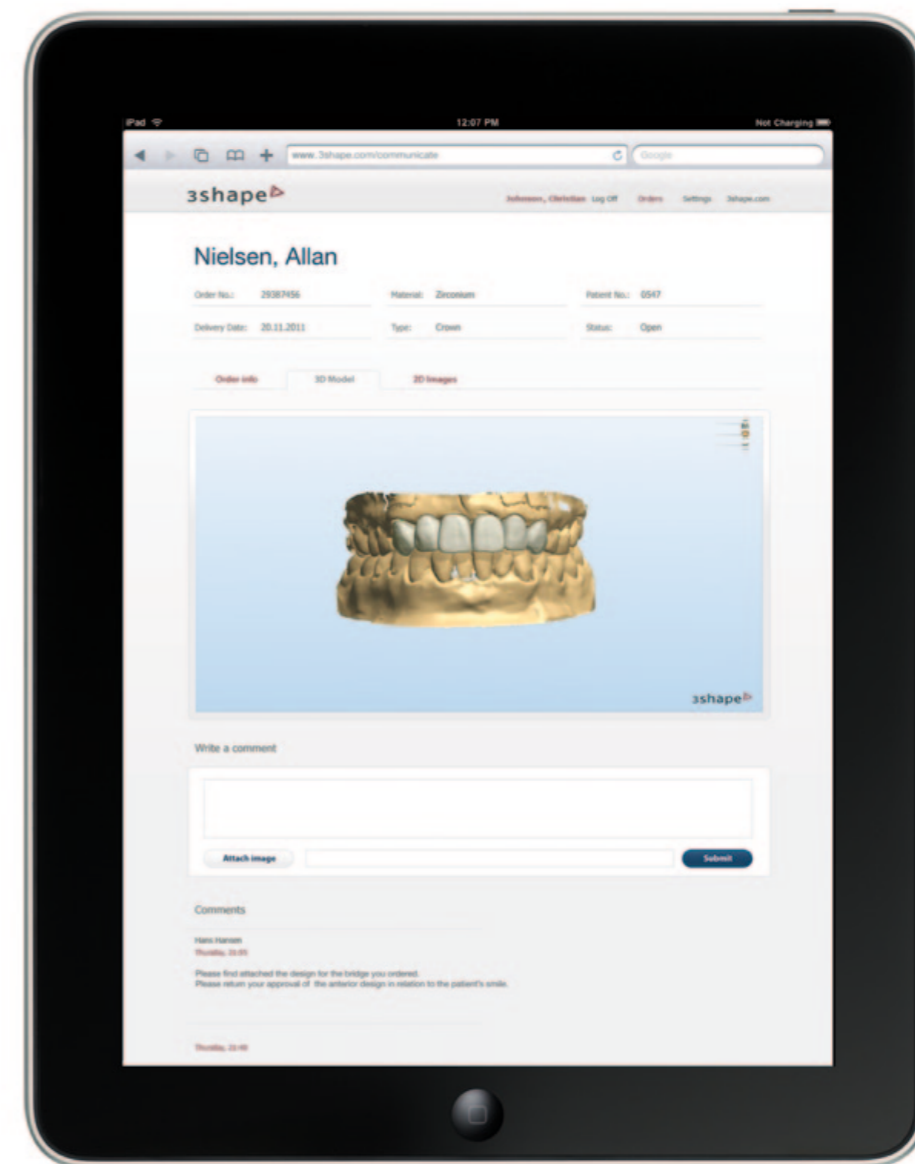 iPad 12:07 PM Not Charging
www.3shape.com/communicate Google
3shape Johnson, Christian Log Off Orders Settings 3shape.com
Nielsen, Allan
Order No.: 29387456 Material: Zirconium Patient No.: 0547
Delivery Date: 20.11.2011 Type: Crown Status: Open
Order info 3D Model 2D Images
3shape
Write a comment
Attach image Submit
Comments
Hans Hansen
Thursday,
Please find attached the design for the bridge you ordered.
Please return your approval of the anterior design in relation to the patient's smile.
Thursday,